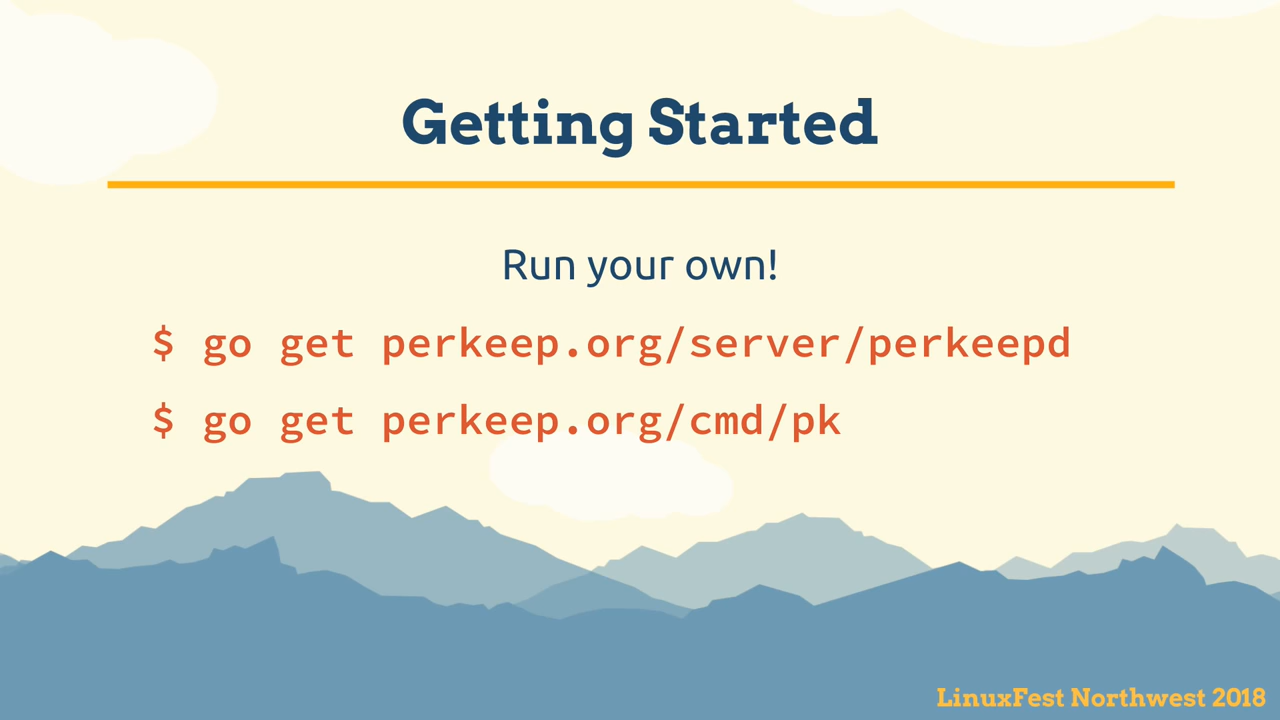 Getting Started
Run your own!
$ go get perkeep.org/server/perkeepd
$ go get perkeep.org/cmd/pk
LinuxFest Northwest 2018